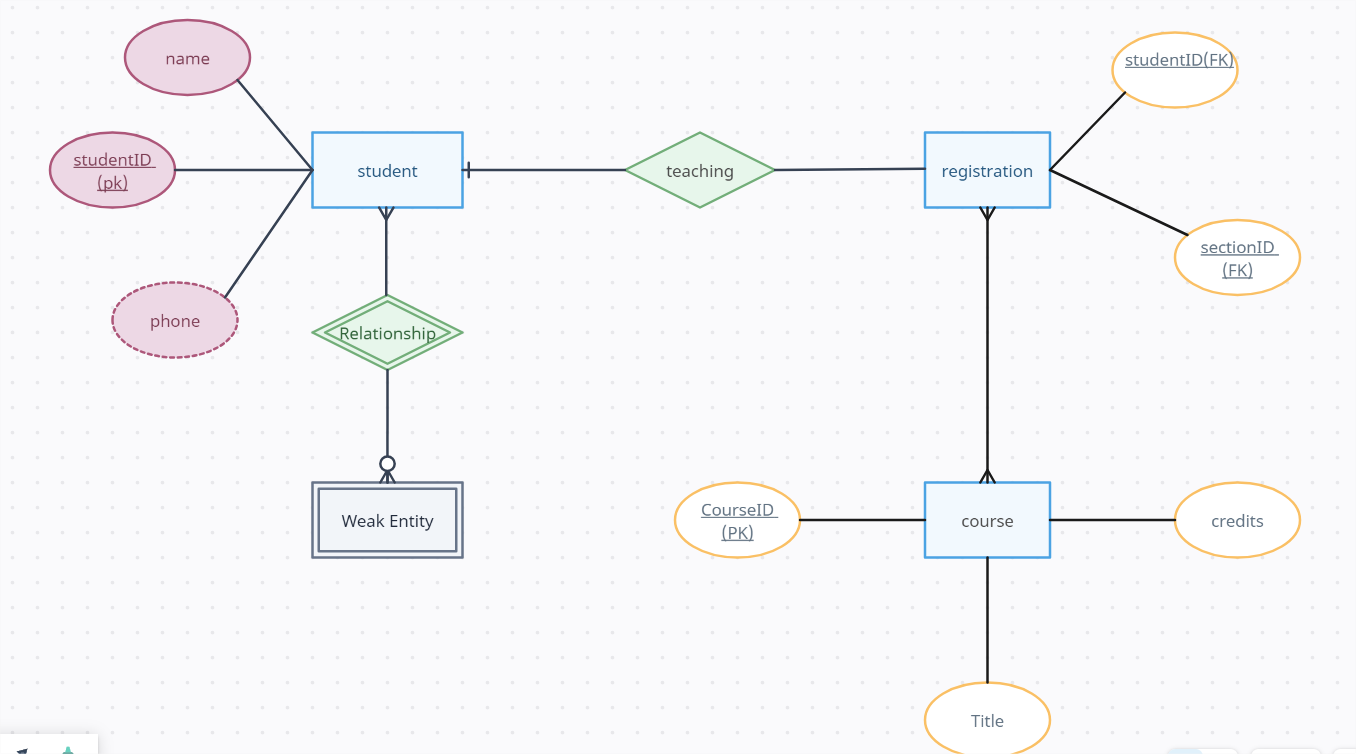 name
studentID(FK)
studentID
(pk)
student
teaching
registration
sectionID
(FK)
phone
Relationship
CourseID
(PK)
Weak Entity
course
credits
Title